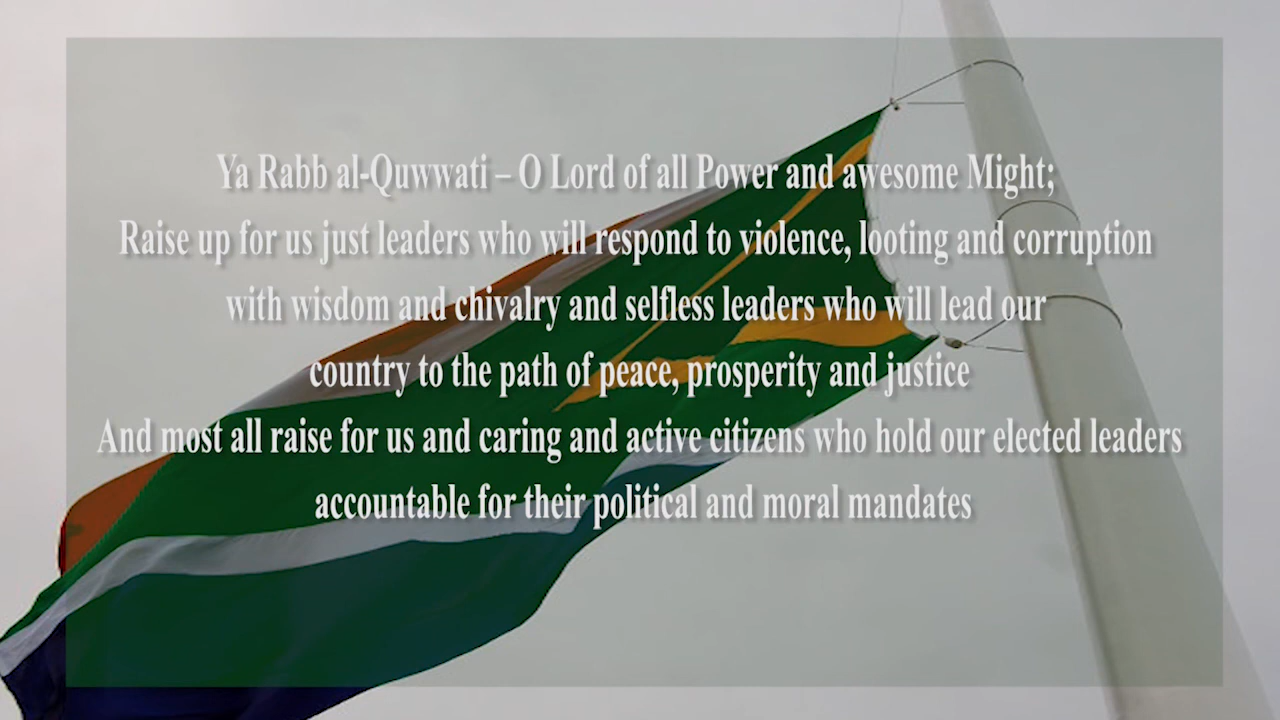 Ya Rabb al-Quwwati – O Lord of all Power and awesome Might;
Raise up for us just leaders who will respond to violence, looting and corruption
with wisdom and chivalry and selfless leaders who will lead our
country to the path of peace, prosperity and justice
And most all raise for us and caring and active citizens who hold our elected leaders
accountable for their political and moral mandates